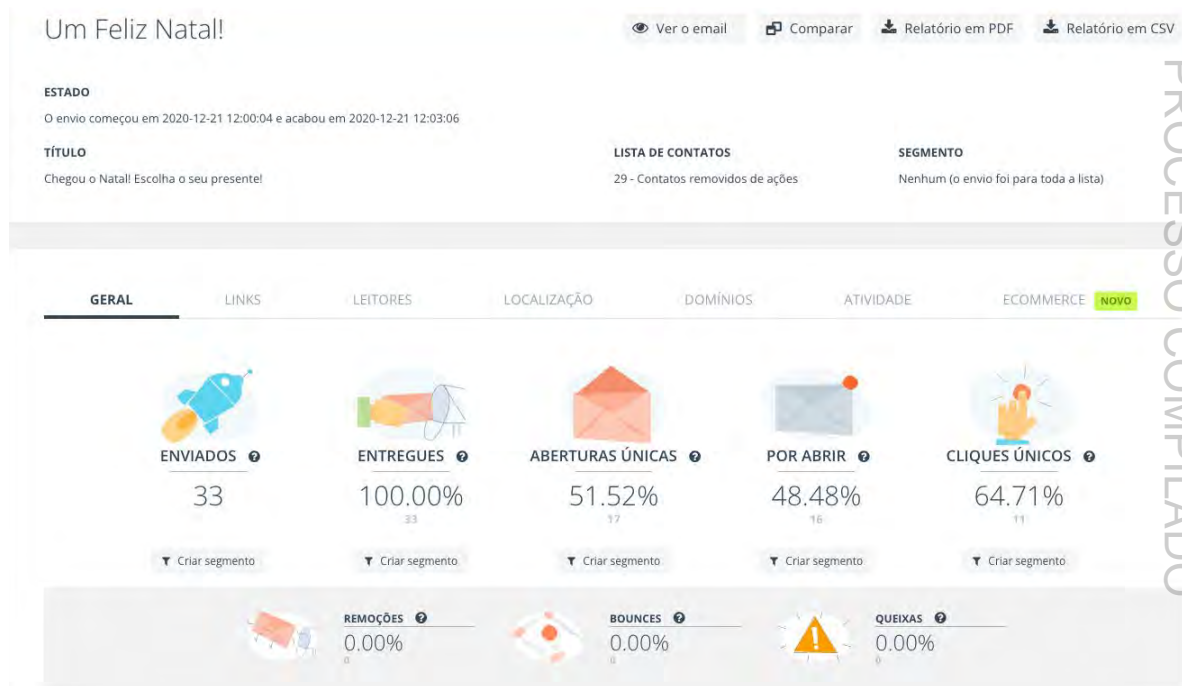 Um Feliz Natal!
Ver o email
Comparar
Relatório em PDF
Relatório em CSV
ESTADO
O envio começou em 2020-12-21 12:00:04 e acabou em 2020-12-21 12:03:06
TÍTULO
Chegou o Natal! Escolha o seu presente!
LISTA DE CONTATOS
29 - Contatos removidos de ações
SEGMENTO
Nenhum (o envio foi para toda a lista)
GERAL
LINKS
LEITORES
LOCALIZAÇÃO
DOMÍNIOS
ATIVIDADE
ECOMMERCE NOVO
ENVIADOS
33
Criar segmento
ENTREGUES
100.00%
33
Criar segmento
ABERTURAS ÚNICAS
51.52%
17
Criar segmento
POR ABRIR
48.48%
16
Criar segmento
CLIQUES ÚNICOS
64.71%
11
Criar segmento
REMOÇÕES
0.00%
0
BOUNCES
0.00%
0
QUEIXAS
0.00%
0
PROCESSO COMPILADO